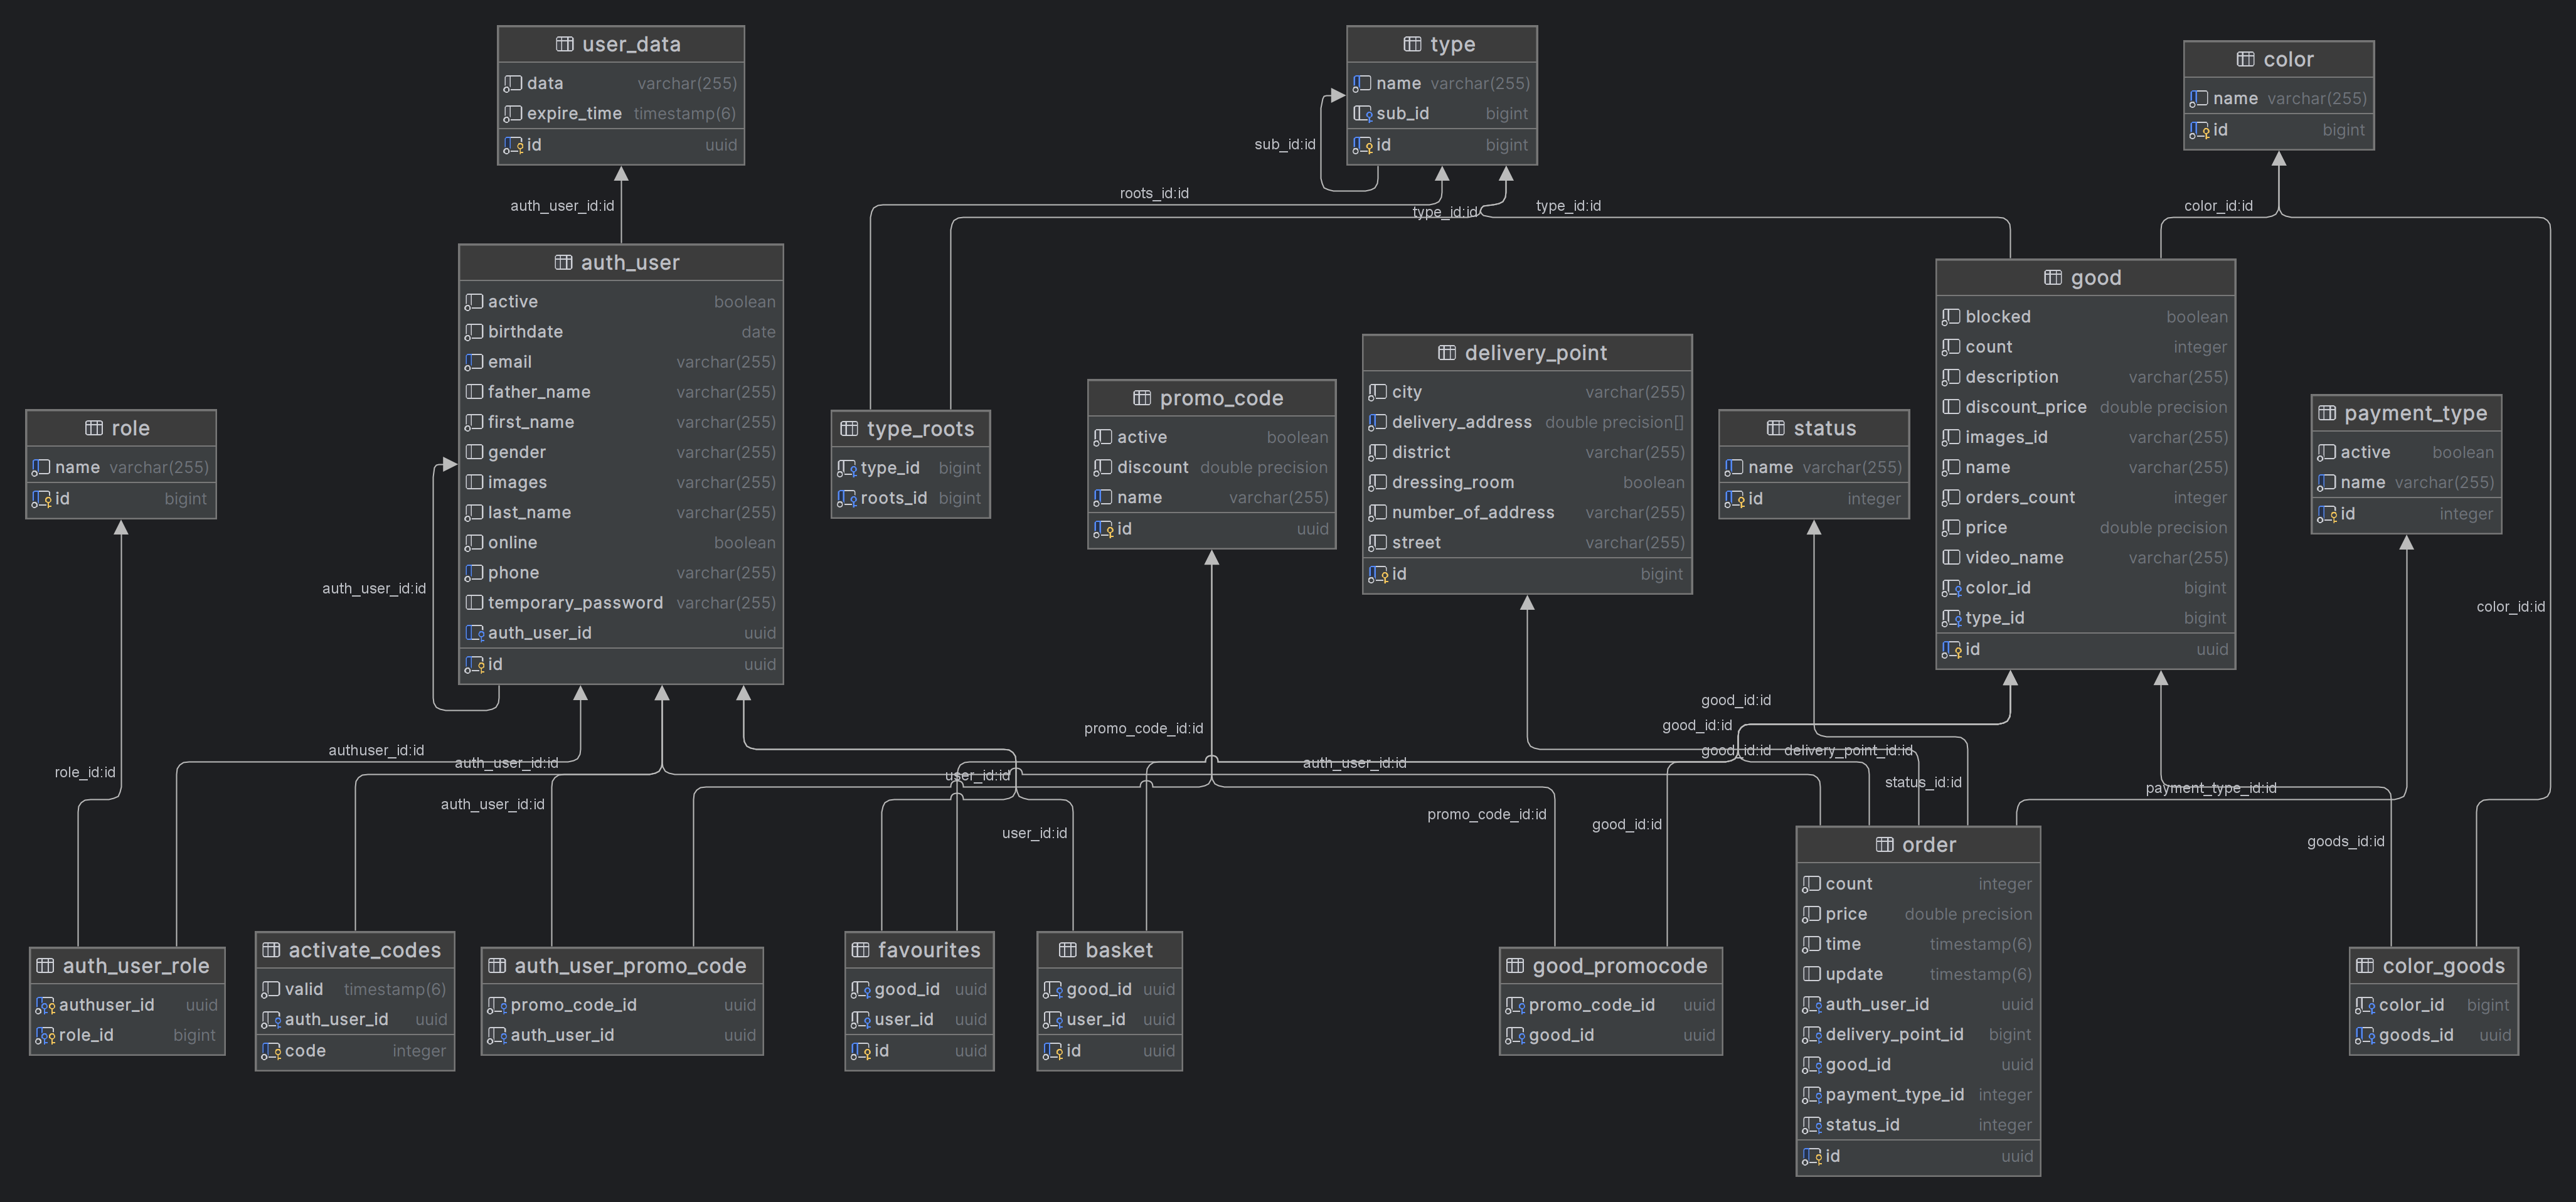 user_data
data varchar(255)
expire_time timestamp(6)
id uuid
type
name varchar(255)
sub_id bigint
id bigint
color
name varchar(255)
id bigint
sub_id:id
auth_user_id:id
roots_id:id
type_id:id
type_id:id
color_id:id
auth_user
active boolean
birthdate date
email varchar(255)
father_name varchar(255)
first_name varchar(255)
gender varchar(255)
images varchar(255)
last_name varchar(255)
online boolean
phone varchar(255)
temporary_password varchar(255)
auth_user_id uuid
id uuid
good
blocked boolean
count integer
description varchar(255)
discount_price double precision
images_id varchar(255)
name varchar(255)
orders_count integer
price double precision
video_name varchar(255)
color_id bigint
type_id bigint
id uuid
delivery_point
city varchar(255)
delivery_address double precision[]
district varchar(255)
dressing_room boolean
number_of_address varchar(255)
street varchar(255)
id bigint
promo_code
active boolean
discount double precision
name varchar(255)
id uuid
role
name varchar(255)
id bigint
type_roots
type_id bigint
roots_id bigint
status
name varchar(255)
id integer
payment_type
active boolean
name varchar(255)
id integer
auth_user_id:id
color_id:id
good_id:id
good_id:id
promo_code_id:id
authuser_id:id
good_id:id
delivery_point_id:id
auth_user_id:id
auth_user_id:id
role_id:id
user_id:id
status_id:id
payment_type_id:id
auth_user_id:id
promo_code_id:id
good_id:id
user_id:id
goods_id:id
order
count integer
price double precision
time timestamp(6)
update timestamp(6)
auth_user_id uuid
delivery_point_id bigint
good_id uuid
payment_type_id integer
status_id integer
id uuid
auth_user_role
authuser_id uuid
role_id bigint
activate_codes
valid timestamp(6)
auth_user_id uuid
code integer
auth_user_promo_code
promo_code_id uuid
auth_user_id uuid
favourites
good_id uuid
user_id uuid
id uuid
basket
good_id uuid
user_id uuid
id uuid
good_promocode
promo_code_id uuid
good_id uuid
color_goods
color_id bigint
goods_id uuid